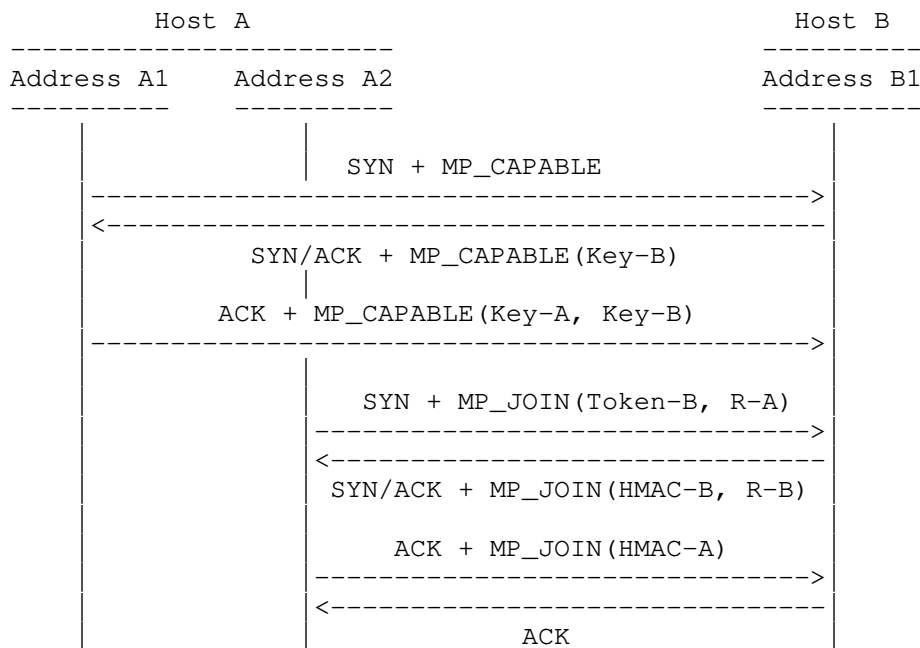 Host A Host B
Address A1 Address A2 Address B1
SYN + MP_CAPABLE
SYN/ACK + MP_CAPABLE(Key-B)
ACK + MP_CAPABLE(Key-A, Key-B)
SYN + MP_JOIN(Token-B, R-A)
SYN/ACK + MP_JOIN(HMAC-B, R-B)
ACK + MP_JOIN(HMAC-A)
ACK